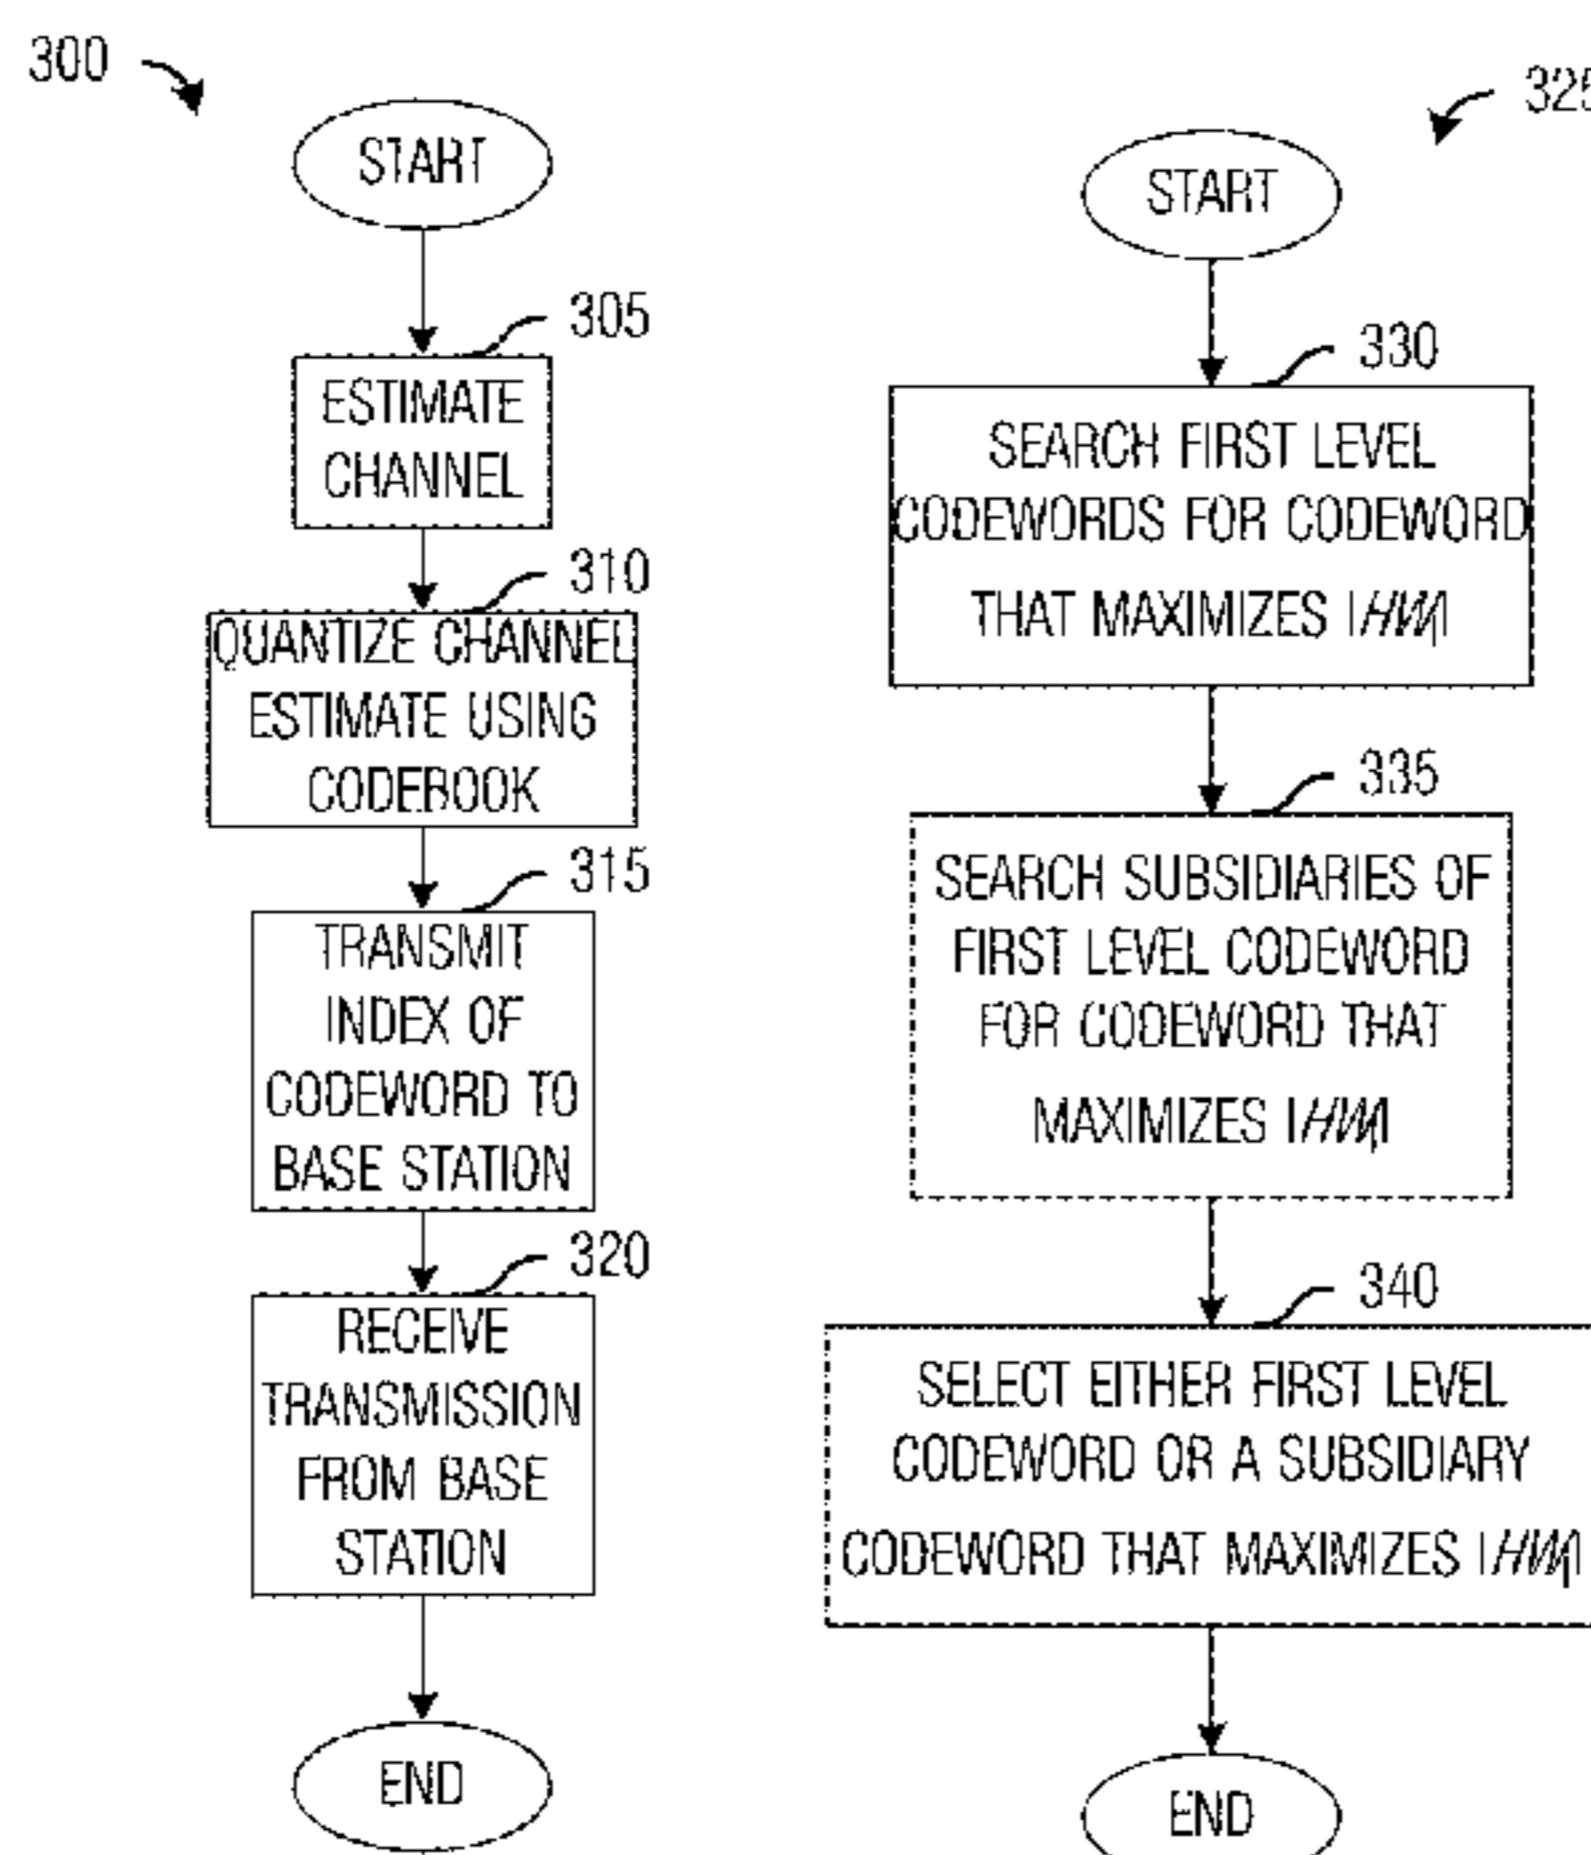 300
START
305
ESTIMATE
CHANNEL
310
QUANTIZE CHANNEL
ESTIMATE USING
CODEBOOK
315
TRANSMIT
INDEX OF
CODEWORD TO
BASE STATION
320
RECEIVE
TRANSMISSION
FROM BASE
STATION
END
325
START
330
SEARCH FIRST LEVEL
CODEWORDS FOR CODEWORD
THAT MAXIMIZES
335
SEARCH SUBSIDIARIES OF
FIRST LEVEL CODEWORD
FOR CODEWORD THAT
MAXIMIZES
340
SELECT EITHER FIRST LEVEL
CODEWORD OR A SUBSIDIARY
CODEWORD THAT MAXIMIZES
END